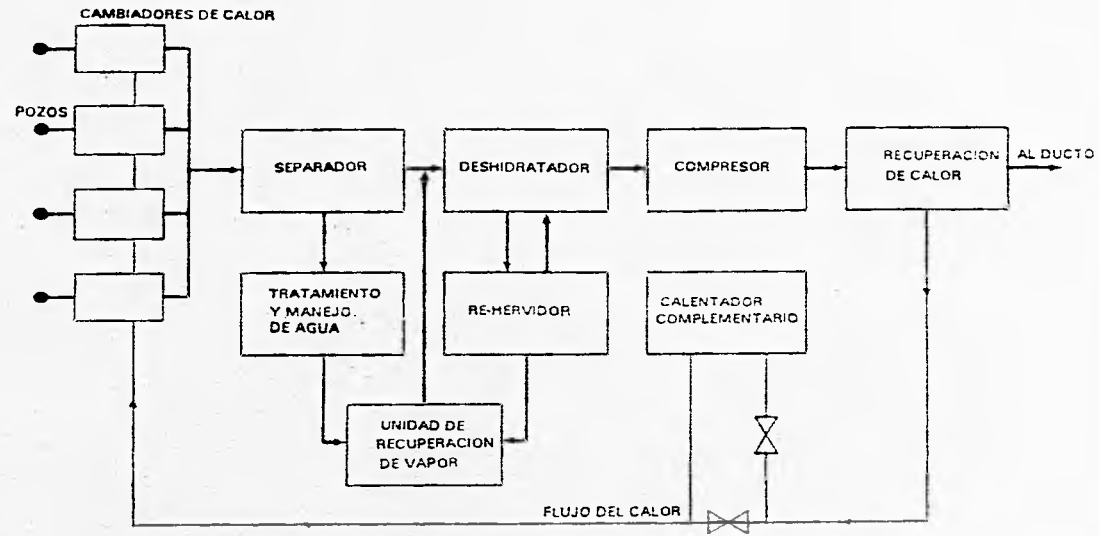 CAMBIADORES DE CALOR
POZOS
SEPARADOR
DESHIDRATADOR
COMPRESOR
RECUPERACION
DE CALOR
AL DUCTO
TRATAMIENTO
Y MANEJO.
DE AGUA
RE-HERVIDOR
CALENTADOR
COMPLEMENTARIO
UNIDAD DE
RECUPERACION
DE VAPOR
FLUJO DEL CALOR